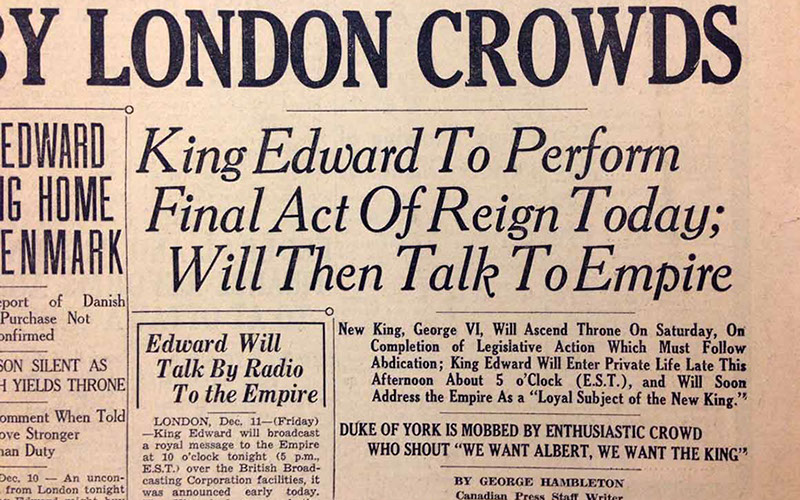 BY LONDON CROWDS
EDWARD
HOME
ENMARK
of Danish
Purchase Not
SILENT AS
YIELDS THRONE
omment When Told
ove Stronger
Duty
Dec. 10 — An uncon-
from London tonight
King Edward To Perform
Final Act Of Reign Today;
Will Then Talk To Empire
Edward Will
Talk By Radio
To the Empire
LONDON, Dec. 11—(Friday)
—King Edward will broadcast
a royal message to the Empire
at 10 o'clock tonight (5 p.m.,
E.S.T.) over the British Broad-
casting Corporation facilities, it
was announced early today.
New King, George VI, Will Ascend Throne On Saturday, On
Completion of Legislative Action Which Must Follow
Abdication; King Edward Will Enter Private Life Late This
Afternoon About 5 o'Clock (E.S.T.), and Will Soon
Address the Empire As a "Loyal Subject of the New King."
DUKE OF YORK IS MOBBED BY ENTHUSIASTIC CROWD
WHO SHOUT "WE WANT ALBERT, WE WANT THE KING"
BY GEORGE HAMBLETON
Canadian Press Staff Writer